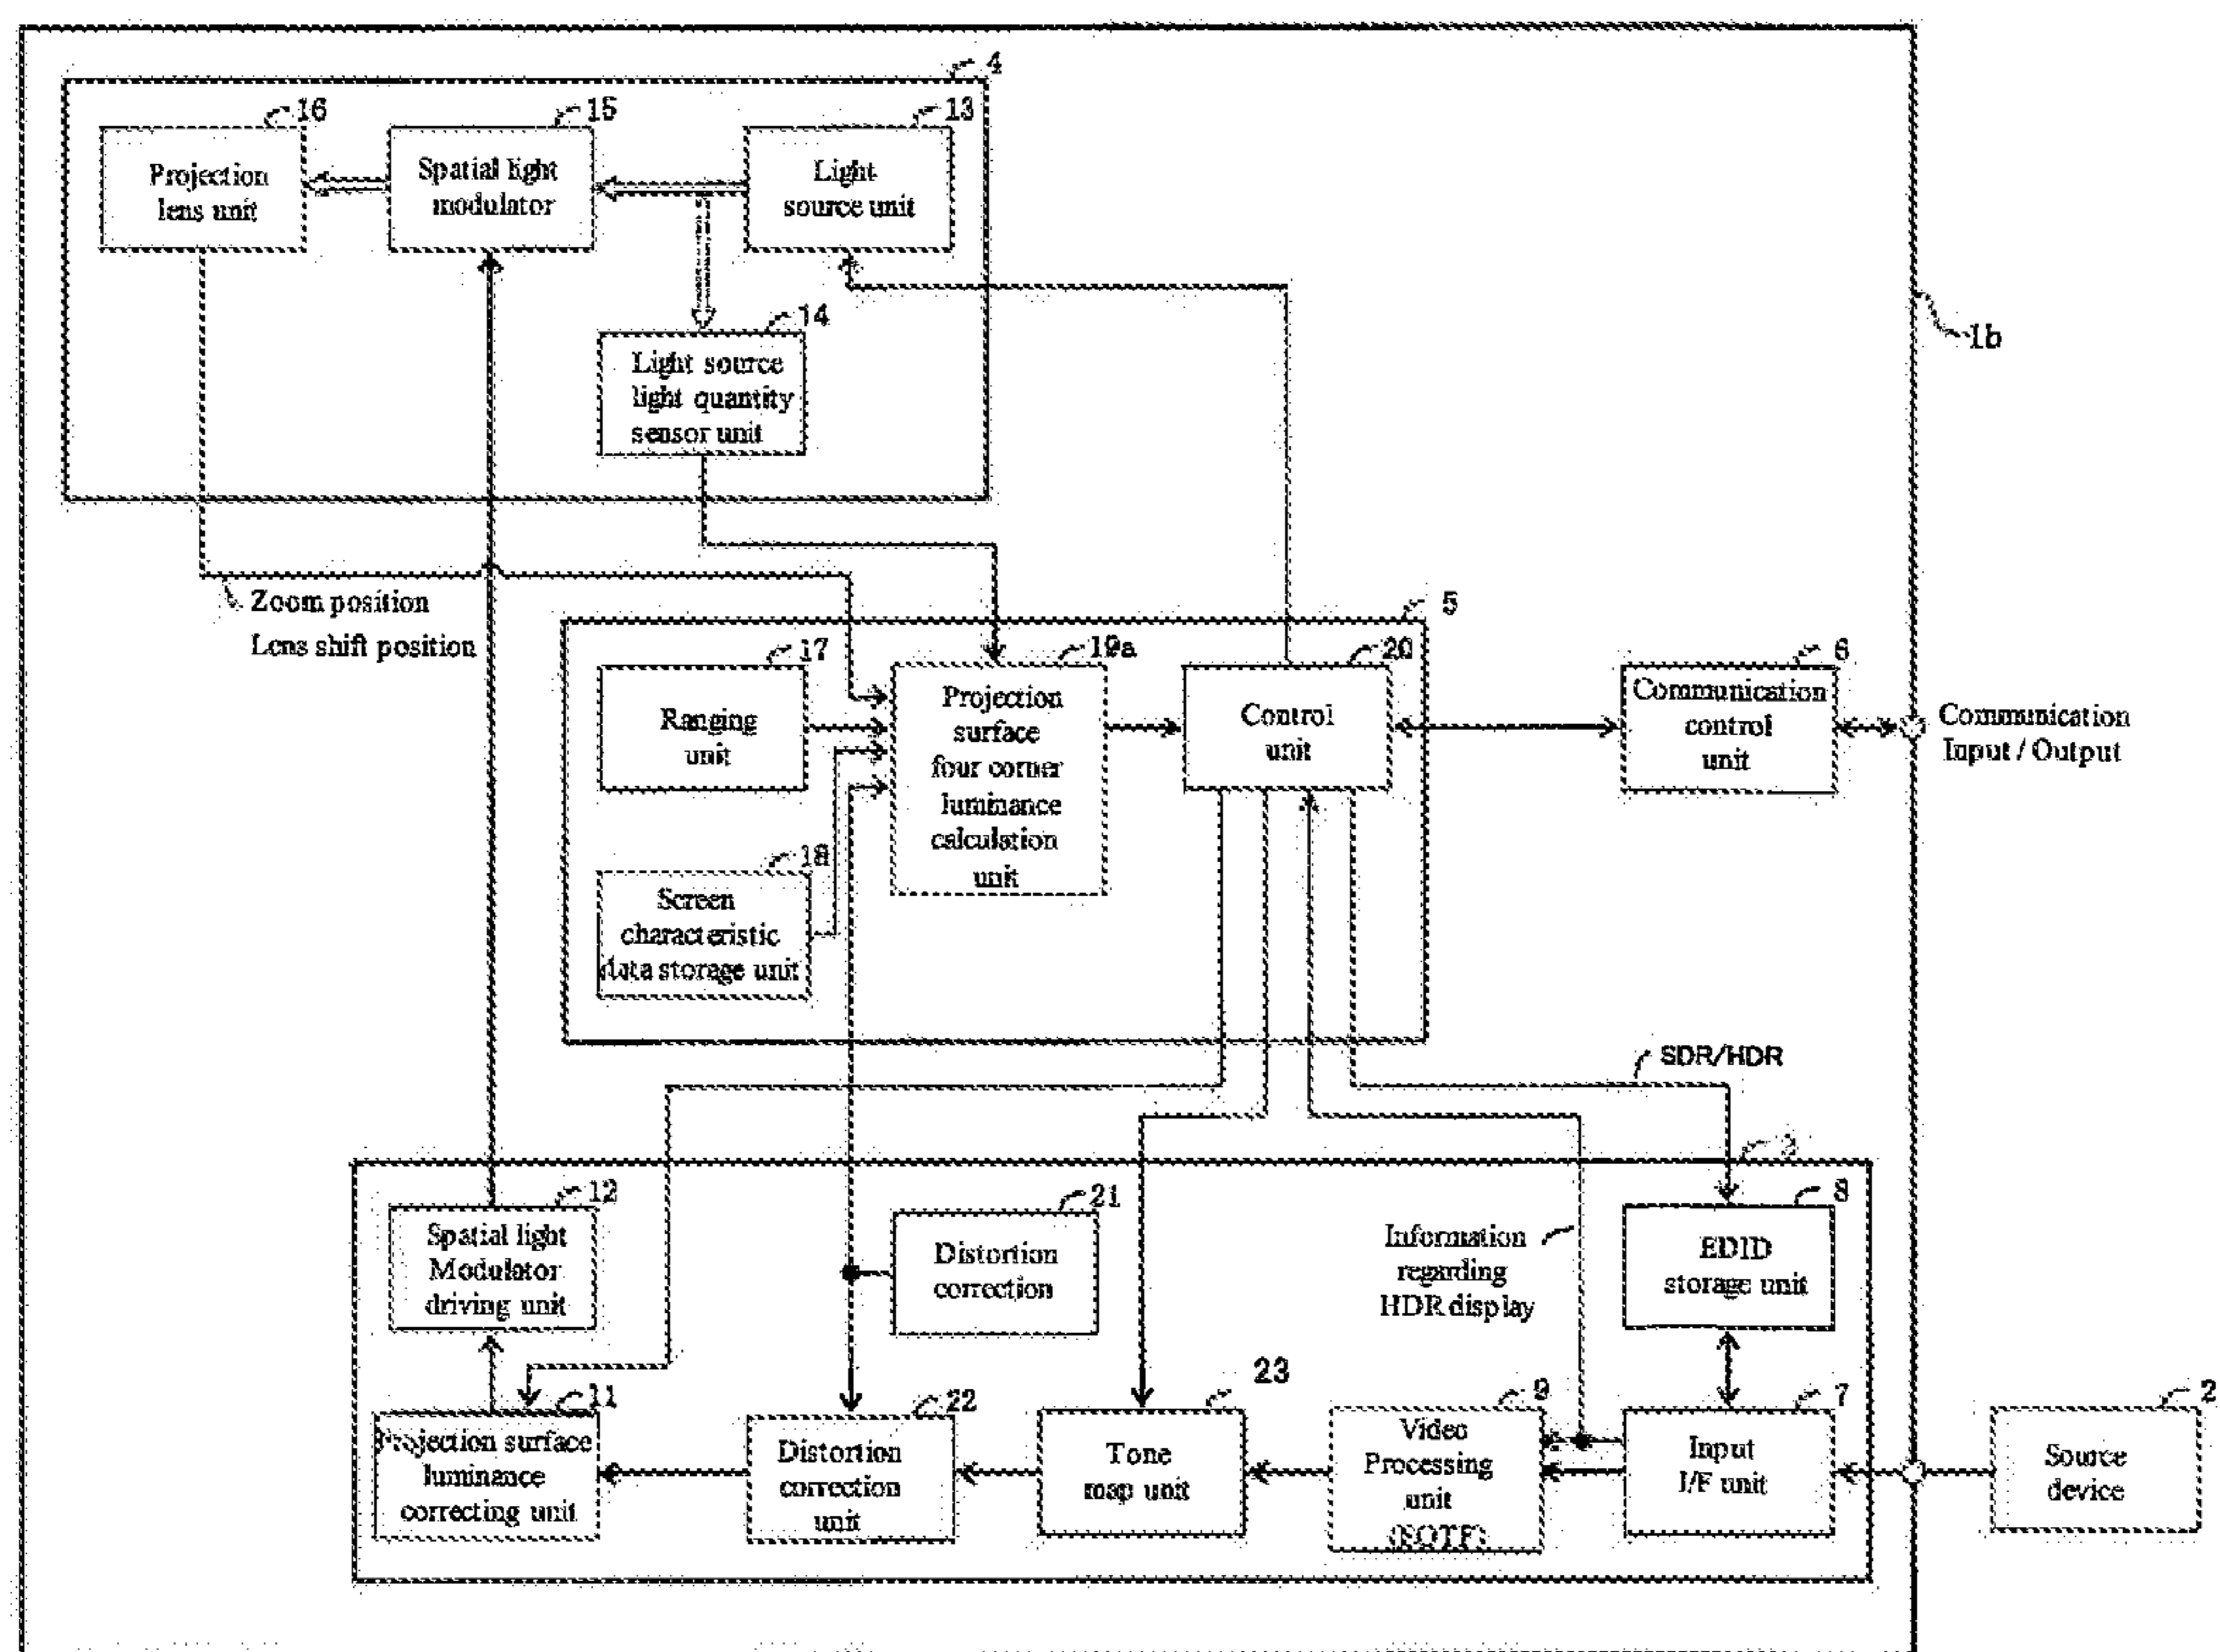 4
16
15
13
Projection
lens unit
Spatial light
modulator
Light
source unit
1b
14
Light source
light quantity
sensor unit
Zoom position
Lens shift position
5
17
19a
20
6
Ranging
unit
Projection
surface
four corner
luminance
calculation
unit
Control
unit
Communication
control
unit
Communication
Input / Output
18
Screen
characteristic
data storage unit
SDR/HDR
3
12
21
8
Spatial light
Modulator
driving unit
Distortion
correction
Information
regarding
HDR display
EDID
storage unit
11
22
23
9
7
2
Projection surface
luminance
correcting unit
Distortion
correction
unit
Tone
map unit
Video
Processing
unit
(EOTF)
Input
I/F unit
Source
device